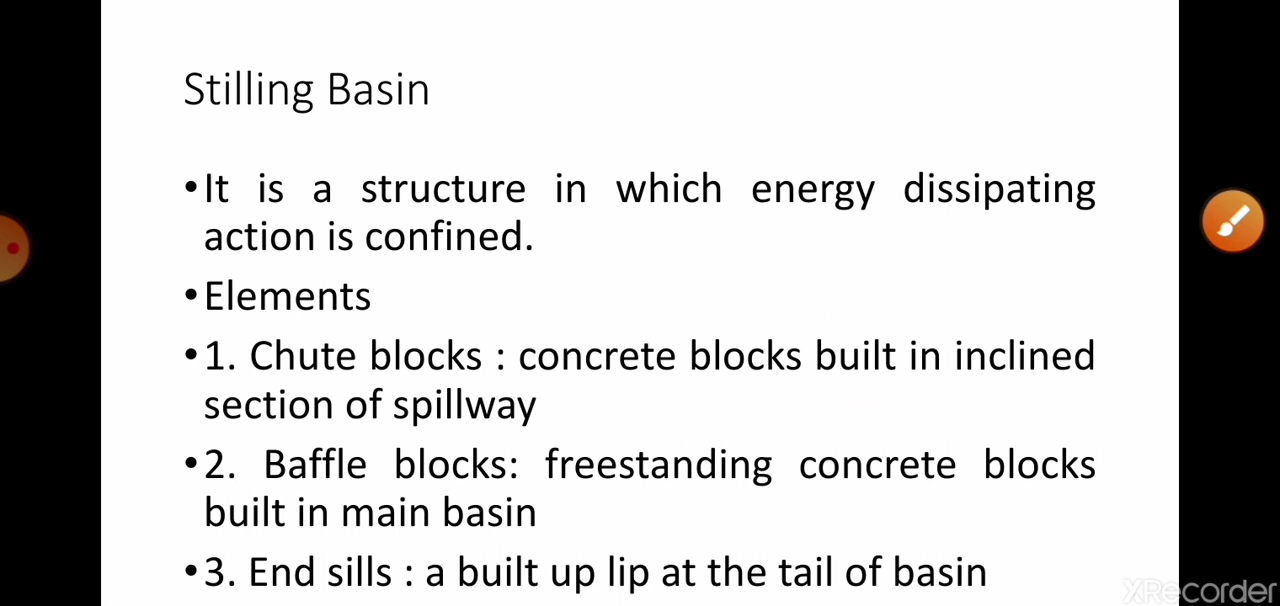 Stilling Basin
•It is a structure in which energy dissipating
action is confined.
•Elements
•1. Chute blocks : concrete blocks built in inclined
section of spillway
•2. Baffle blocks: freestanding concrete blocks
built in main basin
•3. End sills : a built up lip at the tail of basin
XRecorder